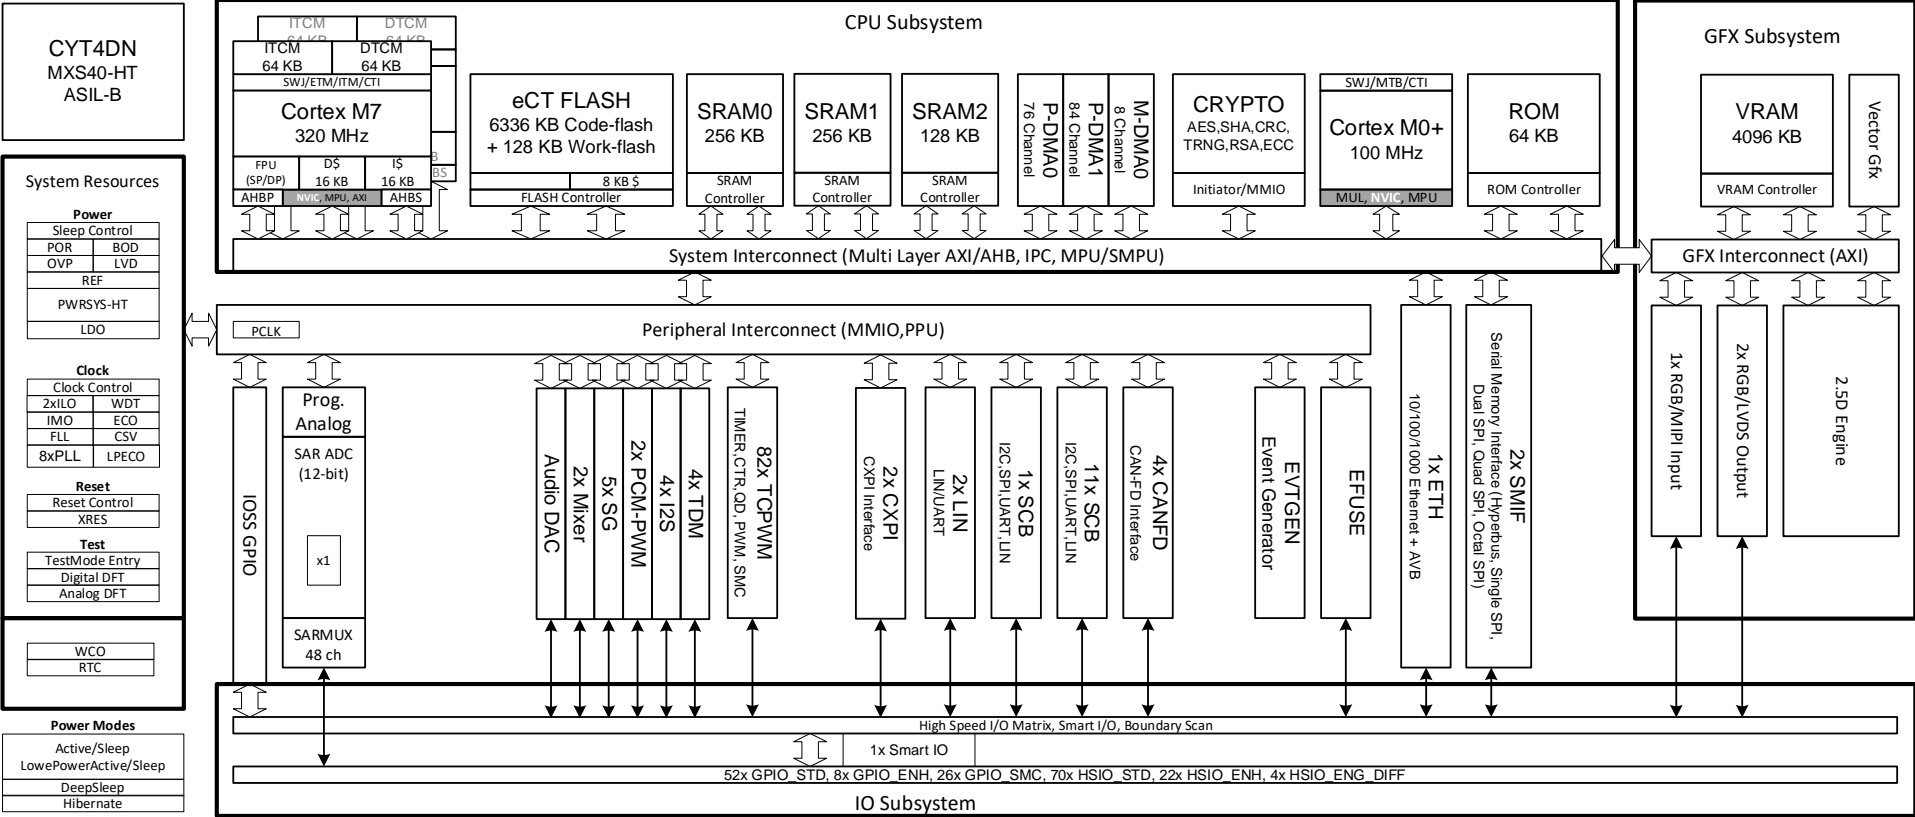 CYT4DN
MXS40-HT
ASIL-B
System Resources
Power
Sleep Control
POR
BOD
OVP
LVD
REF
PWRSYS-HT
LDO
Clock
Clock Control
2xILO
WDT
IMO
ECO
FLL
CSV
8xPLL
LPECO
Reset
Reset Control
XRES
Test
TestMode Entry
Digital DFT
Analog DFT
WCO
RTC
Power Modes
Active/Sleep
LowePowerActive/Sleep
DeepSleep
Hibernate
CPU Subsystem
ITCM
64 KB
DTCM
64 KB
ITCM
64 KB
DTCM
64 KB
SWJ/ETM/ITM/CTI
Cortex M7
320 MHz
FPU
(SP/DP)
D$
16 KB
I$
16 KB
AHBP
NVIC, MPU, AXI
AHBS
B
BS
eCT FLASH
6336 KB Code-flash
+ 128 KB Work-flash
8 KB $
FLASH Controller
SRAM0
256 KB
SRAM
Controller
SRAM1
256 KB
SRAM
Controller
SRAM2
128 KB
SRAM
Controller
P-DMA0
76 Channel
P-DMA1
84 Channel
M-DMA0
8 Channel
CRYPTO
AES,SHA,CRC,
TRNG,RSA,ECC
Initiator/MMIO
SWJ/MTB/CTI
Cortex M0+
100 MHz
MUL, NVIC, MPU
ROM
64 KB
ROM Controller
System Interconnect (Multi Layer AXI/AHB, IPC, MPU/SMPU)
GFX Subsystem
VRAM
4096 KB
VRAM Controller
Vector Gfx
GFX Interconnect (AXI)
1x RGB/MIPI Input
2x RGB/LVDS Output
2.5D Engine
PCLK
Peripheral Interconnect (MMIO,PPU)
IOSS GPIO
Prog.
Analog
SAR ADC
(12-bit)
x1
SARMUX
48 ch
Audio DAC
2x Mixer
5x SG
2x PCM-PWM
4x I2S
4x TDM
82x TCPWM
TIMER,CTR,QD, PWM, SMC
2x CXPI
CXPI Interface
2x LIN
LIN/UART
1x SCB
I2C,SPI,UART,LIN
11x SCB
I2C,SPI,UART,LIN
4x CANFD
CAN-FD Interface
EVTGEN
Event Generator
EFUSE
1x ETH
10/100/1000 Ethernet + AVB
2x SMIF
Serial Memory Interface (Hyperbus, Single SPI,
Dual SPI, Quad SPI, Octal SPI)
High Speed I/O Matrix, Smart I/O, Boundary Scan
1x Smart IO
52x GPIO_STD, 8x GPIO_ENH, 26x GPIO_SMC, 70x HSIO_STD, 22x HSIO_ENH, 4x HSIO_ENG_DIFF
IO Subsystem